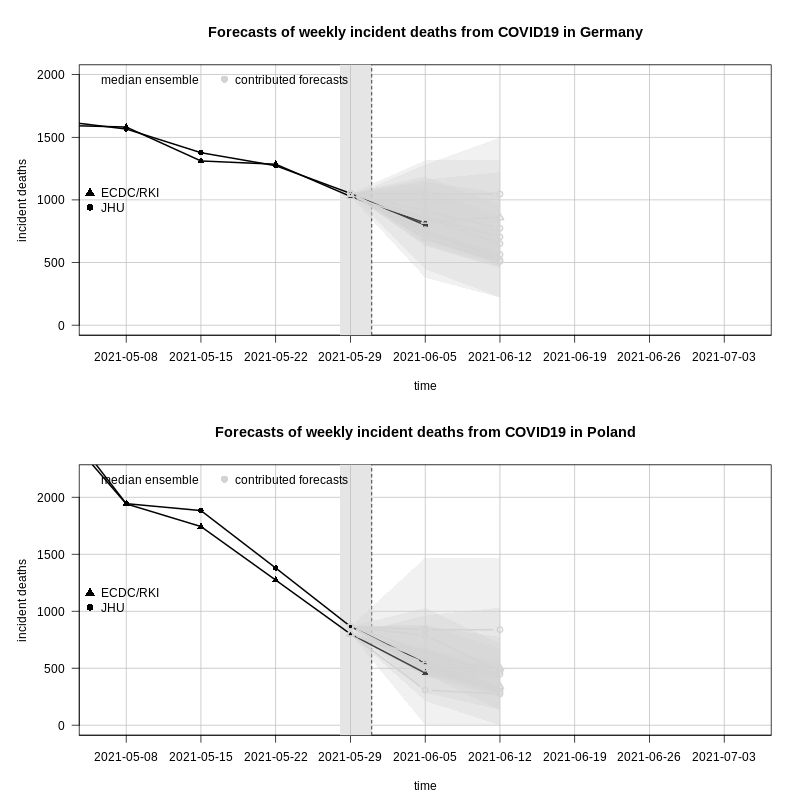 Forecasts of weekly incident deaths from COVID19 in Germany
median ensemble contributed forecasts
2000
1500
1000
500
0
incident deaths
ECDC/RKI
JHU
2021-05-08 2021-05-15 2021-05-22 2021-05-29 2021-06-05 2021-06-12 2021-06-19 2021-06-26 2021-07-03
time
Forecasts of weekly incident deaths from COVID19 in Poland
median ensemble contributed forecasts
2000
1500
1000
500
0
incident deaths
ECDC/RKI
JHU
2021-05-08 2021-05-15 2021-05-22 2021-05-29 2021-06-05 2021-06-12 2021-06-19 2021-06-26 2021-07-03
time